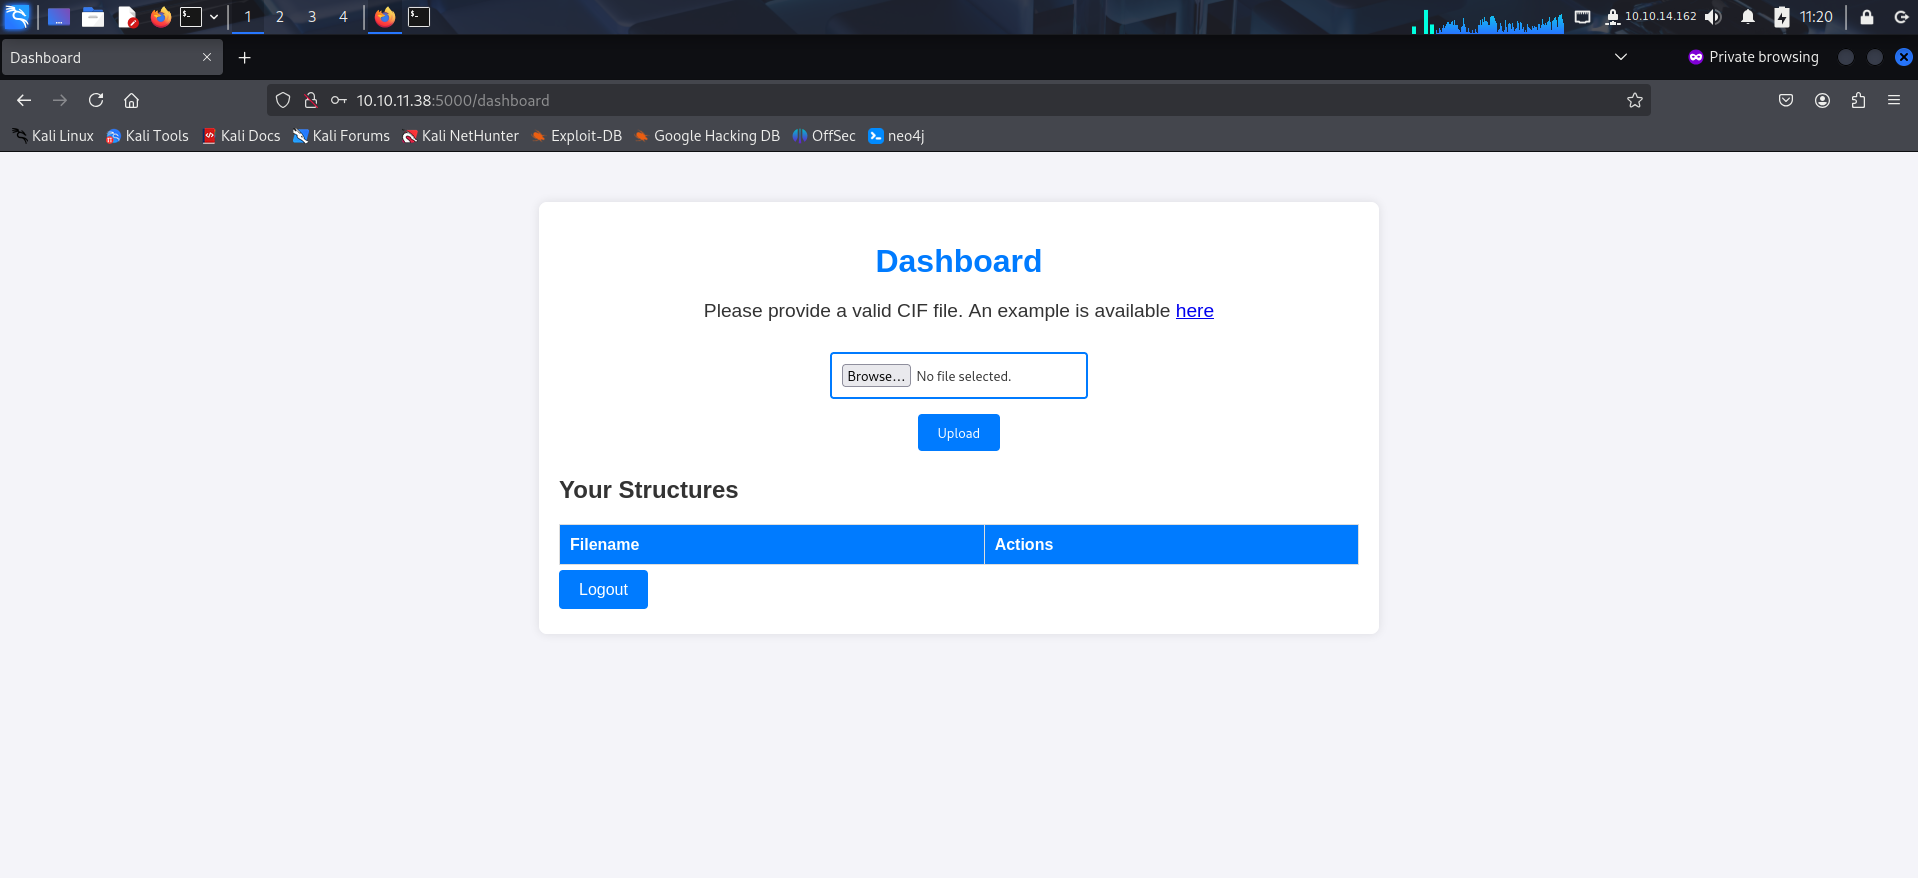 1 2 3 4 10.10.14.162 11:20
Dashboard Private browsing
10.10.11.38:5000/dashboard
Kali Linux Kali Tools Kali Docs Kali Forums Kali NetHunter Exploit-DB Google Hacking DB OffSec neo4j
Dashboard
Please provide a valid CIF file. An example is available here
Browse… No file selected.
Upload
Your Structures
Filename Actions
Logout